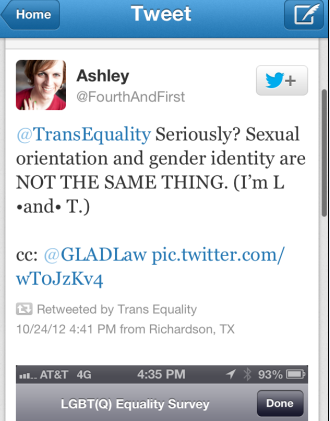 Home
Tweet
Ashley
@FourthAndFirst
@TransEquality Seriously? Sexual
orientation and gender identity are
NOT THE SAME THING. (I'm L
•and• T.)
cc: @GLADLaw pic.twitter.com/
wT0JzKv4
Retweeted by Trans Equality
10/24/12 4:41 PM from Richardson, TX
AT&T 4G 4:35 PM 93%
LGBT(Q) Equality Survey Done